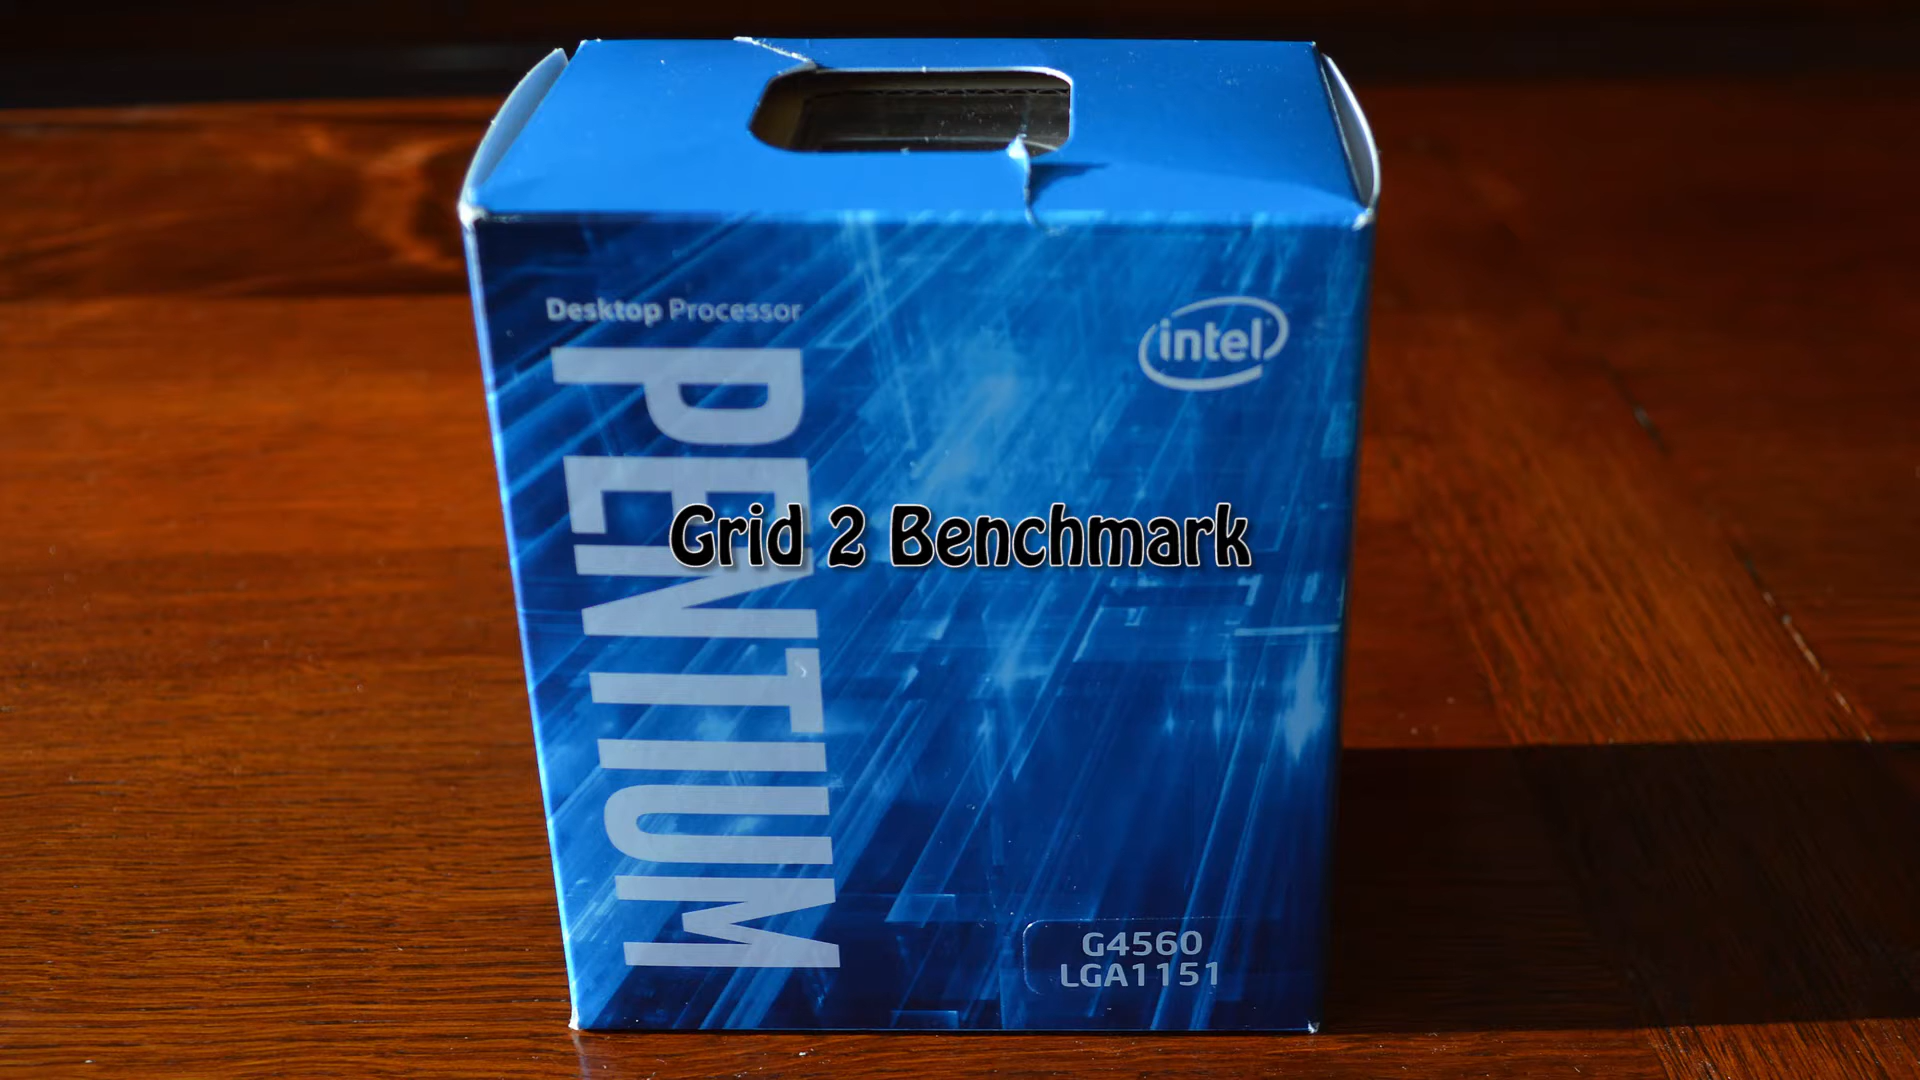 Desktop Processor
intel
PENTIUM
Grid 2 Benchmark
G4560
LGA1151